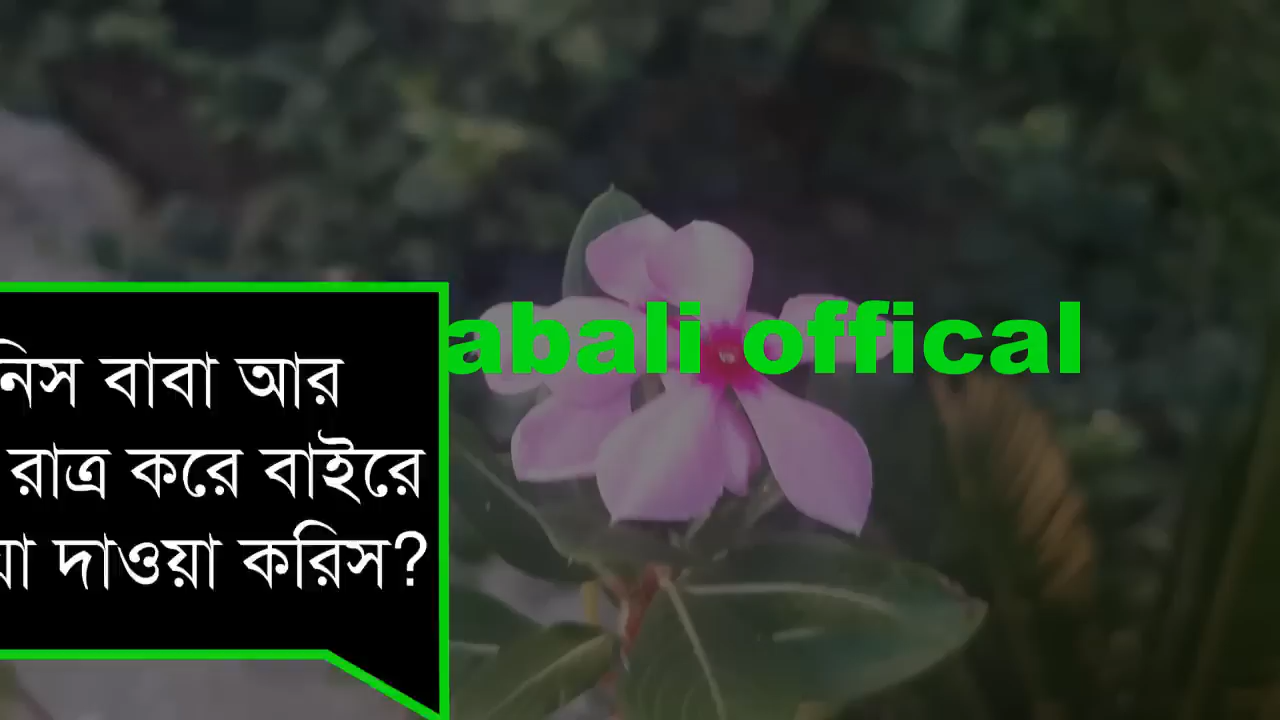 বাবা আর
রাত্র করে বাইরে
দাওয়া করিস?
abali offical